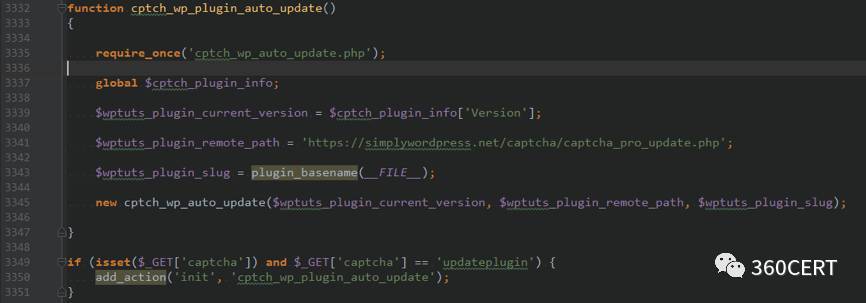 3332 function cptch_wp_plugin_auto_update()
3333 {
3334
3335 require_once('cptch_wp_auto_update.php');
3336
3337 global $cptch_plugin_info;
3338
3339 $wptuts_plugin_current_version = $cptch_plugin_info['Version'];
3340
3341 $wptuts_plugin_remote_path = 'https://simplywordpress.net/captcha/captcha_pro_update.php';
3342
3343 $wptuts_plugin_slug = plugin_basename(__FILE__);
3344
3345 new cptch_wp_auto_update($wptuts_plugin_current_version, $wptuts_plugin_remote_path, $wptuts_plugin_slug);
3346
3347 }
3348
3349 if (isset($_GET['captcha']) and $_GET['captcha'] == 'updateplugin') {
3350 add_action('init', 'cptch_wp_plugin_auto_update');
3351 }
360CERT